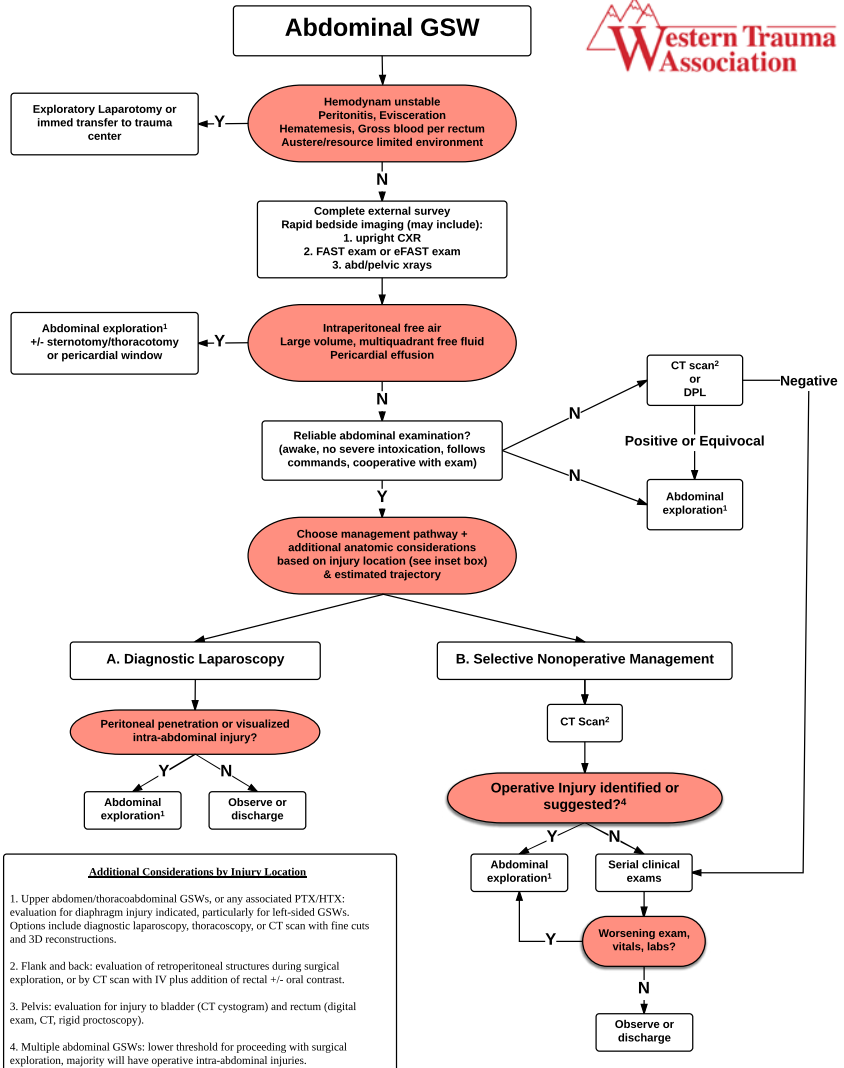 Abdominal GSW
Western Trauma
Association
Hemodynam unstable
Peritonitis, Evisceration
Hematemesis, Gross blood per rectum
Austere/resource limited environment
Y
Exploratory Laparotomy or
immed transfer to trauma
center
N
Complete external survey
Rapid bedside imaging (may include):
1. upright CXR
2. FAST exam or eFAST exam
3. abd/pelvic xrays
Intraperitoneal free air
Large volume, multiquadrant free fluid
Pericardial effusion
Y
Abdominal exploration¹
+/- sternotomy/thoracotomy
or pericardial window
N
Reliable abdominal examination?
(awake, no severe intoxication, follows
commands, cooperative with exam)
N
CT scan²
or
DPL
Negative
Positive or Equivocal
N
Abdominal
exploration¹
Y
Choose management pathway +
additional anatomic considerations
based on injury location (see inset box)
& estimated trajectory
A. Diagnostic Laparoscopy
Peritoneal penetration or visualized
intra-abdominal injury?
Y
N
Abdominal
exploration¹
Observe or
discharge
B. Selective Nonoperative Management
CT Scan²
Operative Injury identified or
suggested?⁴
Y
N
Abdominal
exploration¹
Serial clinical
exams
Worsening exam,
vitals, labs?
Y
N
Observe or
discharge
Additional Considerations by Injury Location
1. Upper abdomen/thoracoabdominal GSWs, or any associated PTX/HTX:
evaluation for diaphragm injury indicated, particularly for left-sided GSWs.
Options include diagnostic laparoscopy, thoracoscopy, or CT scan with fine cuts
and 3D reconstructions.
2. Flank and back: evaluation of retroperitoneal structures during surgical
exploration, or by CT scan with IV plus addition of rectal +/- oral contrast.
3. Pelvis: evaluation for injury to bladder (CT cystogram) and rectum (digital
exam, CT, rigid proctoscopy).
4. Multiple abdominal GSWs: lower threshold for proceeding with surgical
exploration, majority will have operative intra-abdominal injuries.